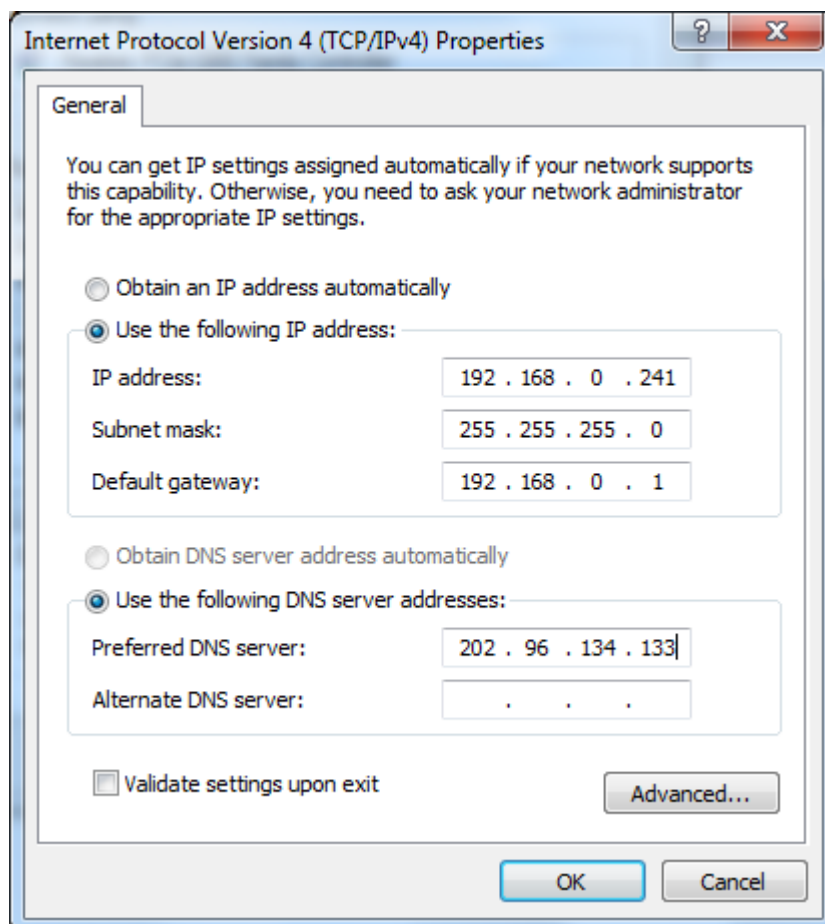 Internet Protocol Version 4 (TCP/IPv4) Properties
General
You can get IP settings assigned automatically if your network supports
this capability. Otherwise, you need to ask your network administrator
for the appropriate IP settings.
Obtain an IP address automatically
Use the following IP address:
IP address: 192 . 168 . 0 . 241
Subnet mask: 255 . 255 . 255 . 0
Default gateway: 192 . 168 . 0 . 1
Obtain DNS server address automatically
Use the following DNS server addresses:
Preferred DNS server: 202 . 96 . 134 . 133
Alternate DNS server: . . .
Validate settings upon exit
Advanced...
OK Cancel